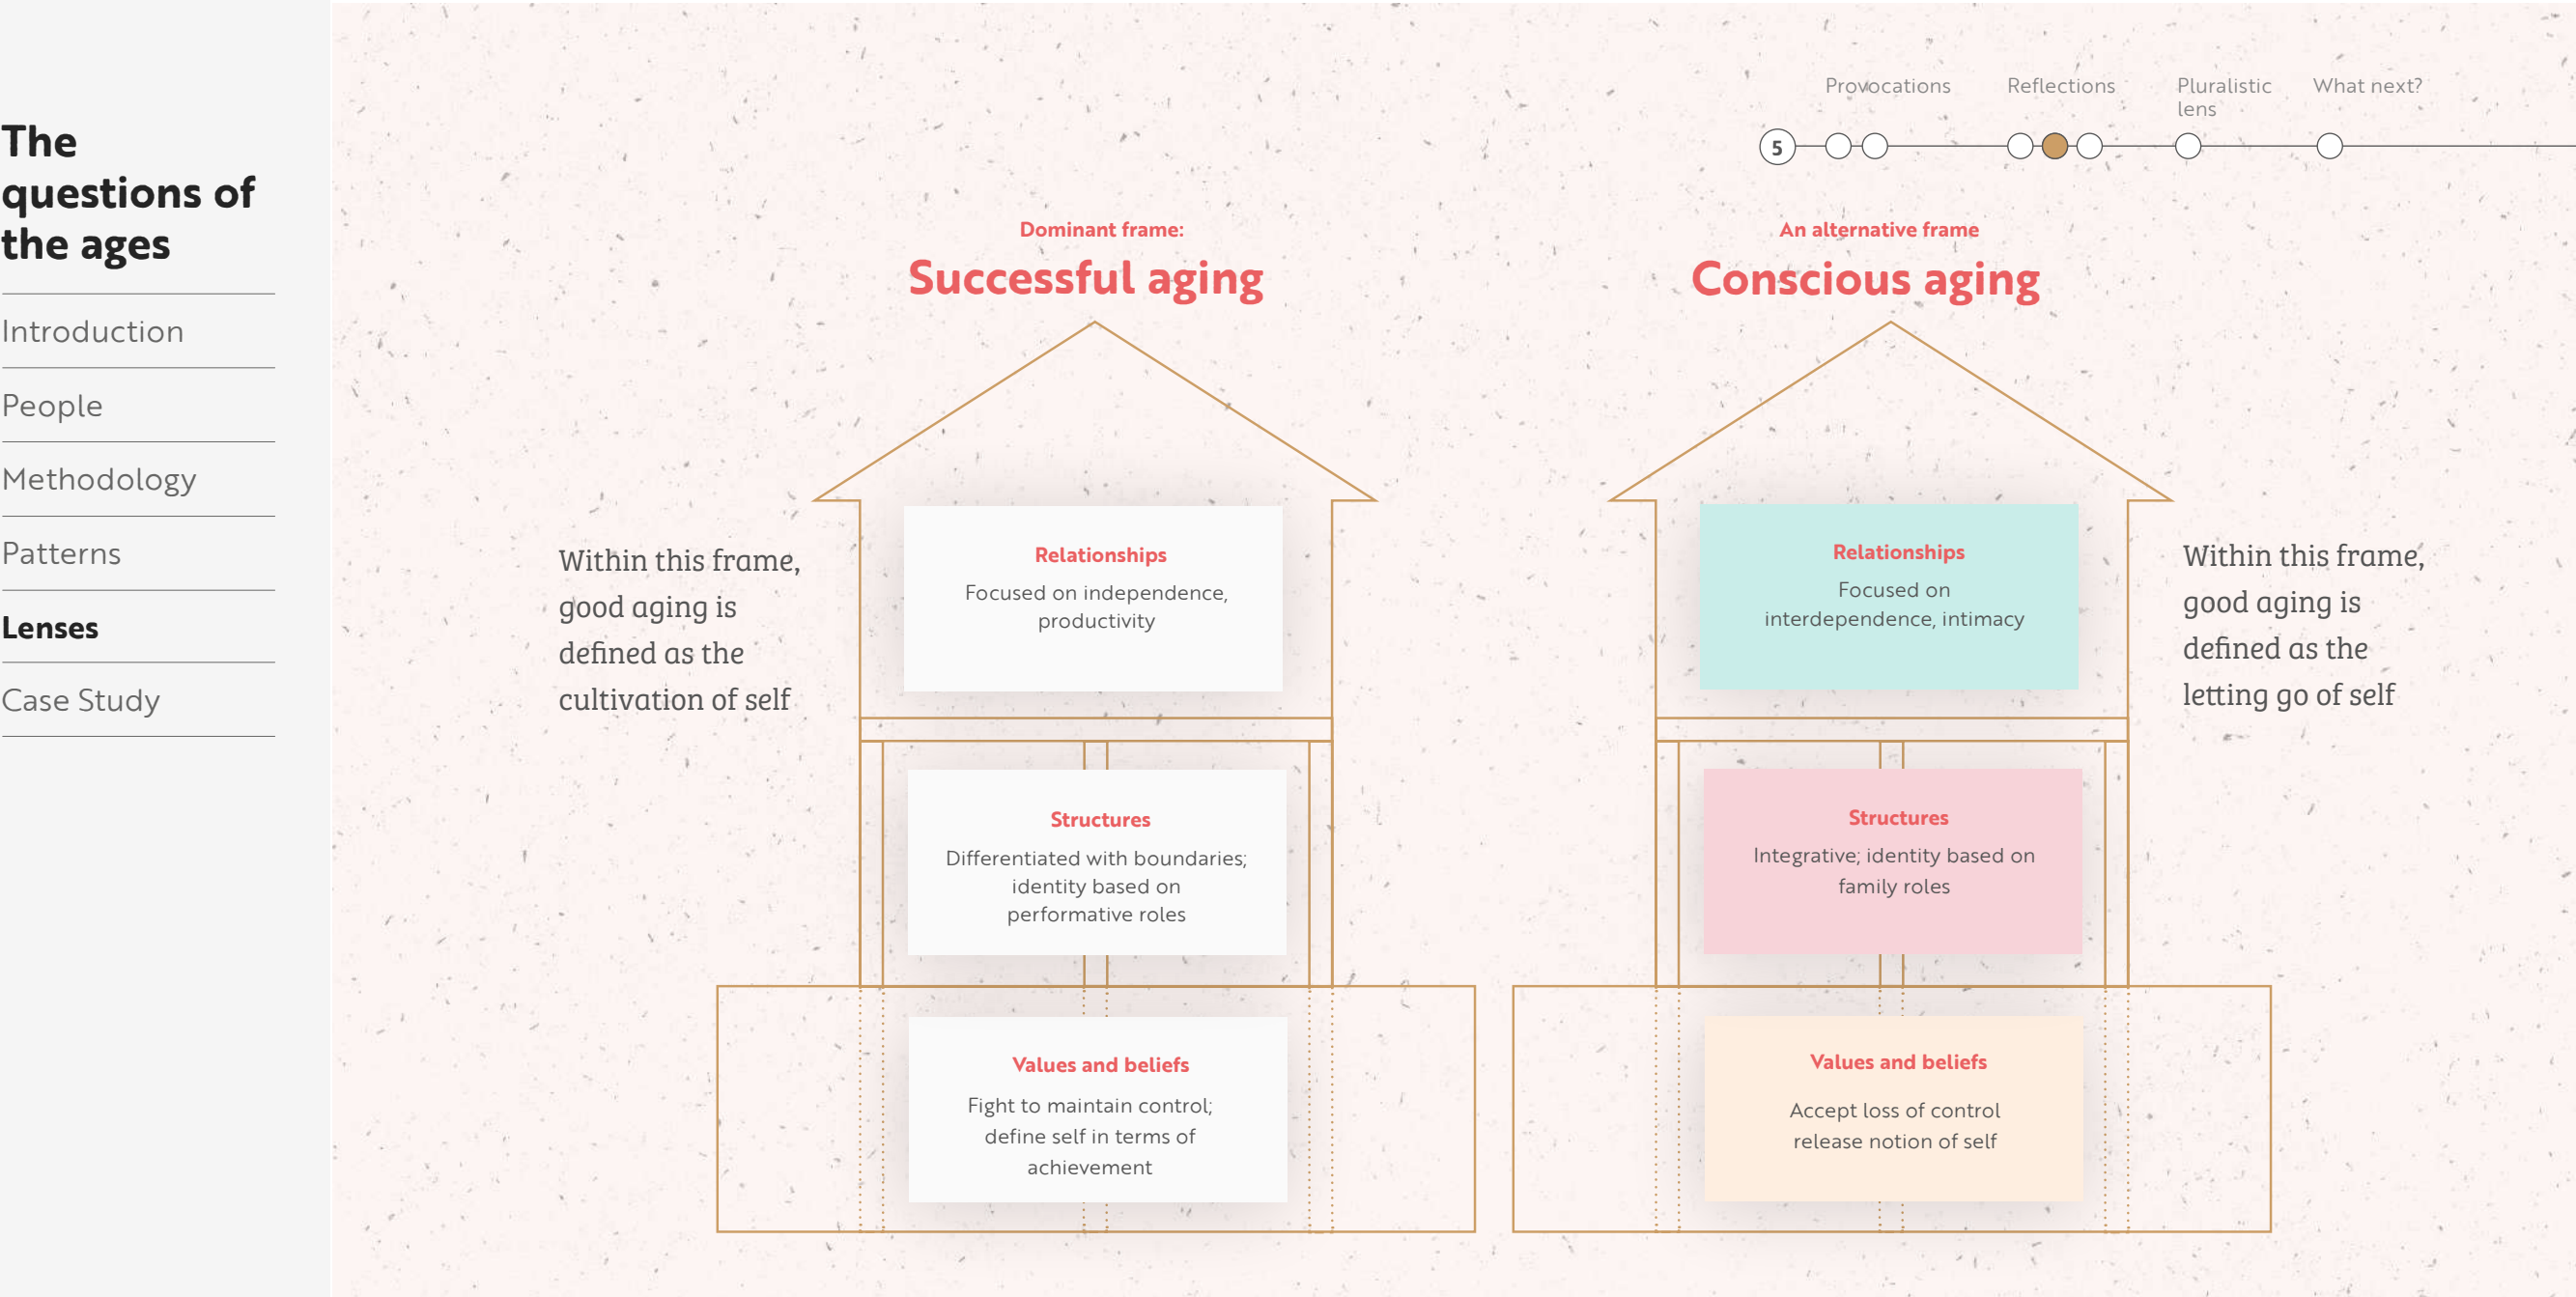 The
questions of
the ages
Introduction
People
Methodology
Patterns
Lenses
Case Study
Provocations
Reflections
Pluralistic
lens
What next?
5
Dominant frame:
Successful aging
Within this frame,
good aging is
defined as the
cultivation of self
Relationships
Focused on independence,
productivity
Structures
Differentiated with boundaries;
identity based on
performative roles
Values and beliefs
Fight to maintain control;
define self in terms of
achievement
An alternative frame
Conscious aging
Relationships
Focused on
interdependence, intimacy
Structures
Integrative; identity based on
family roles
Values and beliefs
Accept loss of control
release notion of self
Within this frame,
good aging is
defined as the
letting go of self